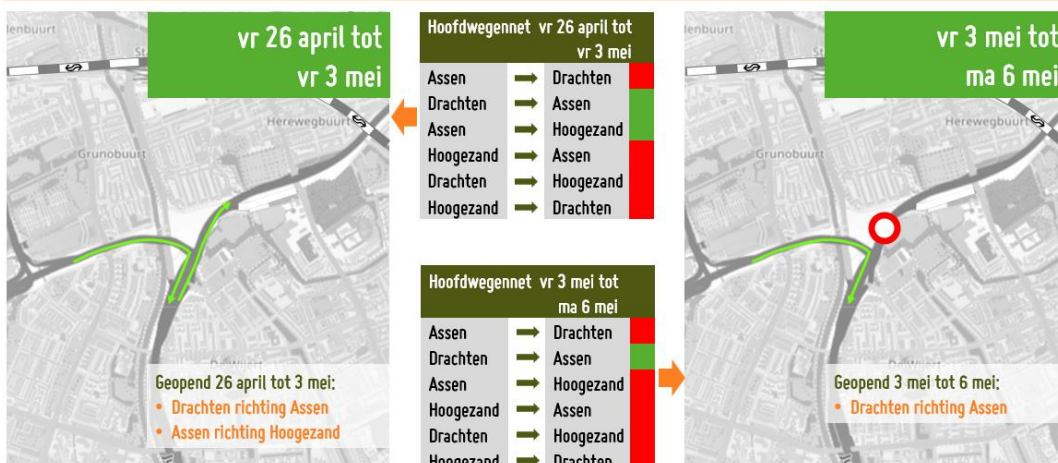 lenbuurt
vr 26 april tot
vr 3 mei
Herewegbuurt
Grunobuurt
Geopend 26 april tot 3 mei:
• Drachten richting Assen
• Assen richting Hoogezand
Hoofdwegennet vr 26 april tot
vr 3 mei
Assen Drachten
Drachten Assen
Assen Hoogezand
Hoogezand Assen
Drachten Hoogezand
Hoogezand Drachten
Hoofdwegennet vr 3 mei tot
ma 6 mei
Assen Drachten
Drachten Assen
Assen Hoogezand
Hoogezand Assen
Drachten Hoogezand
Hoogezand Drachten
lenbuurt
vr 3 mei tot
ma 6 mei
Herewegbuurt
Grunobuurt
Geopend 3 mei tot 6 mei:
• Drachten richting Assen